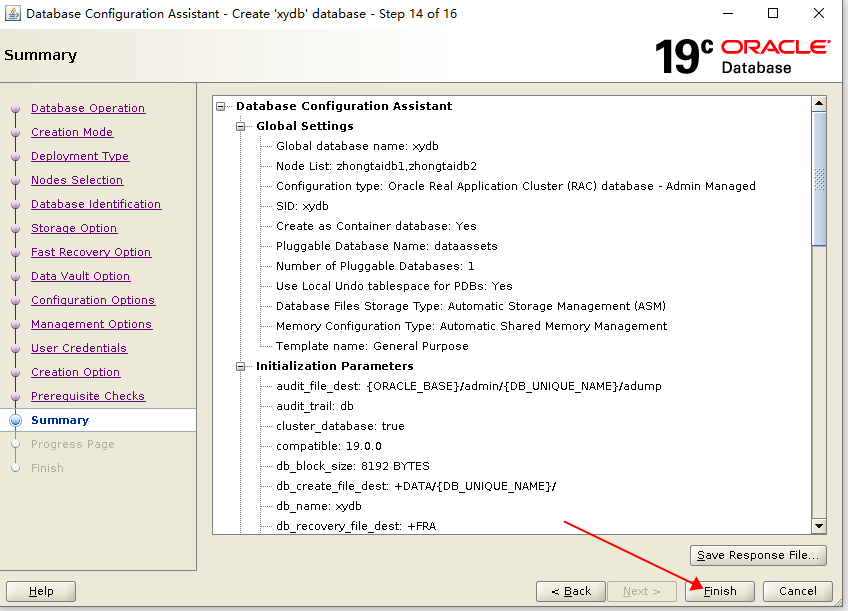 Database Configuration Assistant - Create 'xydb' database - Step 14 of 16
Summary
19c ORACLE
Database
Database Operation
Creation Mode
Deployment Type
Nodes Selection
Database Identification
Storage Option
Fast Recovery Option
Data Vault Option
Configuration Options
Management Options
User Credentials
Creation Option
Prerequisite Checks
Summary
Progress Page
Finish
Database Configuration Assistant
Global Settings
Global database name: xydb
Node List: zhongtaidb1,zhongtaidb2
Configuration type: Oracle Real Application Cluster (RAC) database - Admin Managed
SID: xydb
Create as Container database: Yes
Pluggable Database Name: dataassets
Number of Pluggable Databases: 1
Use Local Undo tablespace for PDBs: Yes
Database Files Storage Type: Automatic Storage Management (ASM)
Memory Configuration Type: Automatic Shared Memory Management
Template name: General Purpose
Initialization Parameters
audit_file_dest: {ORACLE_BASE}/admin/{DB_UNIQUE_NAME}/adump
audit_trail: db
cluster_database: true
compatible: 19.0.0
db_block_size: 8192 BYTES
db_create_file_dest: +DATA/{DB_UNIQUE_NAME}/
db_name: xydb
db_recovery_file_dest: +FRA
Save Response File...
Help
< Back
Next >
Finish
Cancel